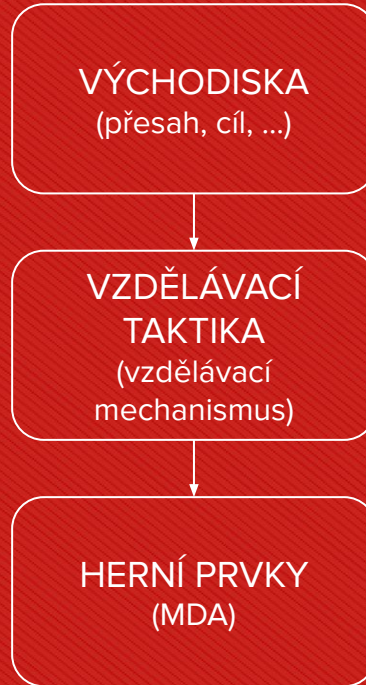 VÝCHODISKA
(přesah, cíl, ...)
VZDĚLÁVACÍ
TAKTIKA
(vzdělávací
mechanismus)
HERNÍ PRVKY
(MDA)